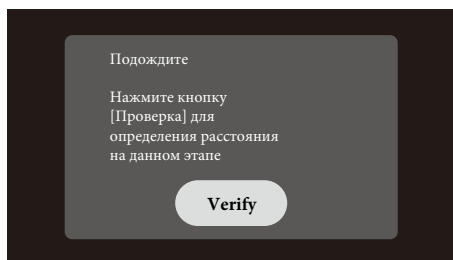 Подождите
Нажмите кнопку
[Проверка] для
определения расстояния
на данном этапе
Verify